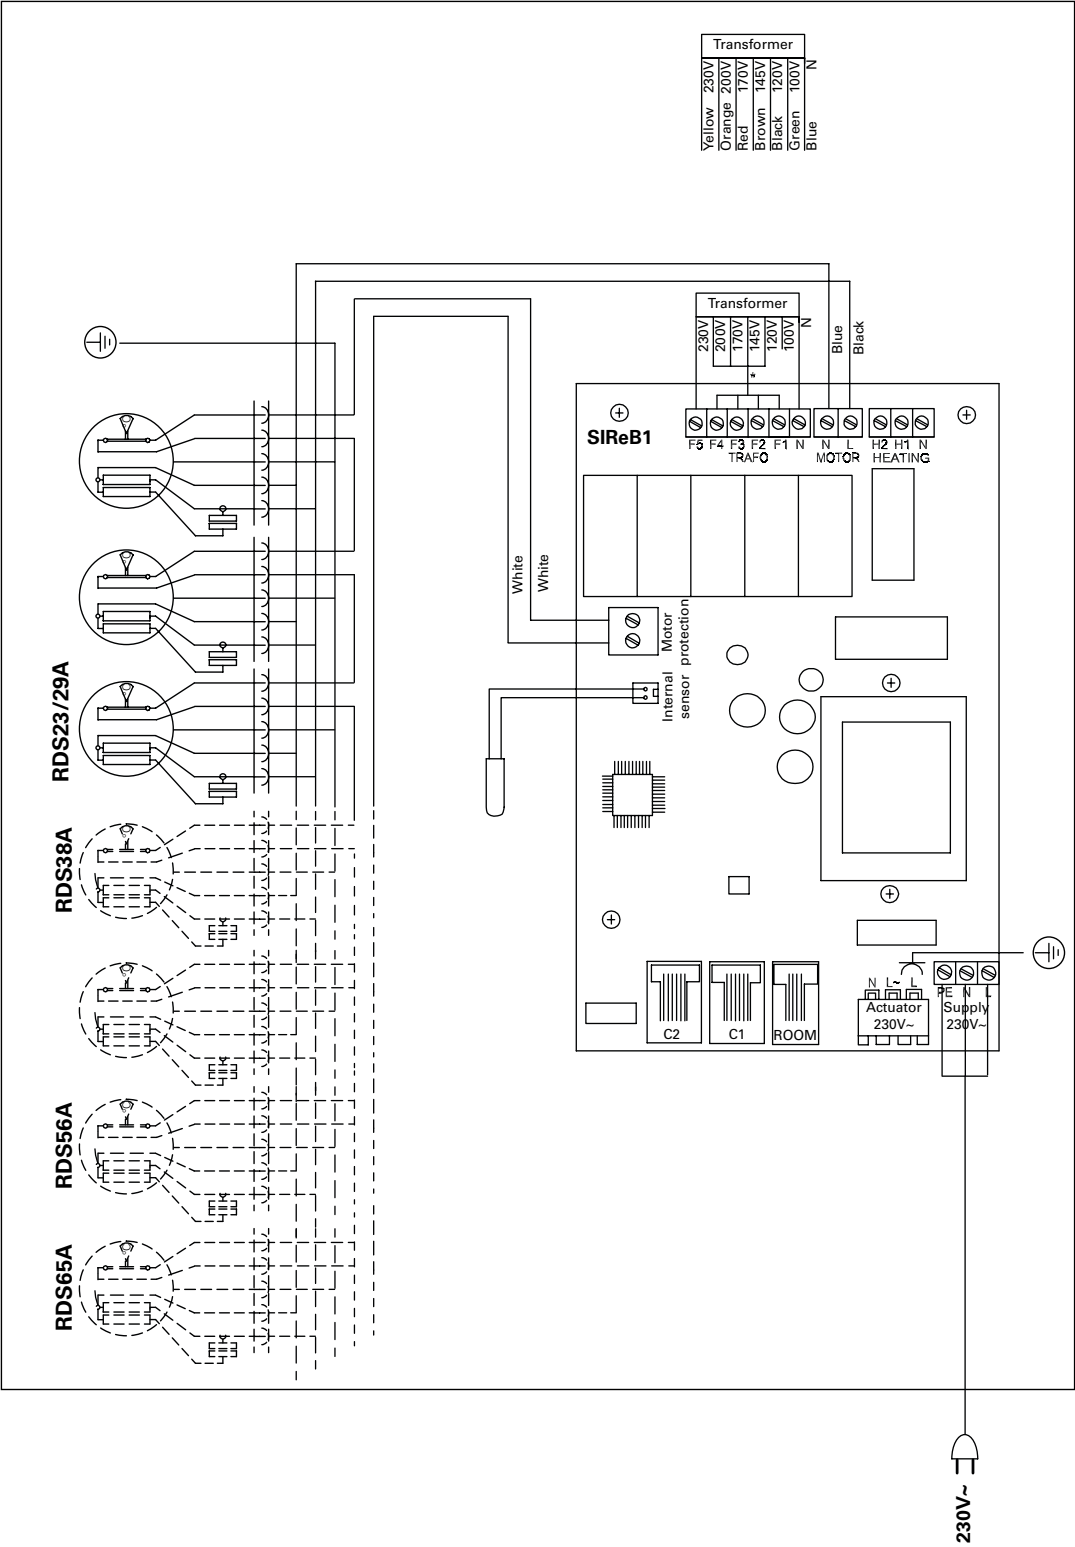 Transformer
Yellow 230V
Orange 200V
Red 170V
Brown 145V
Black 120V
Green 100V
Blue N
Transformer
230V
200V
170V
145V
120V
100V
N
*
Blue
Black
SIReB1
F5 F4 F3 F2 F1 N
TRAFO
N L
MOTOR
H2 H1 N
HEATING
White
White
Motor
protection
Internal
sensor
RDS23/29A
RDS38A
RDS56A
RDS65A
C2
C1
ROOM
N L~ L
Actuator
230V~
PE N L
Supply
230V~
230V~